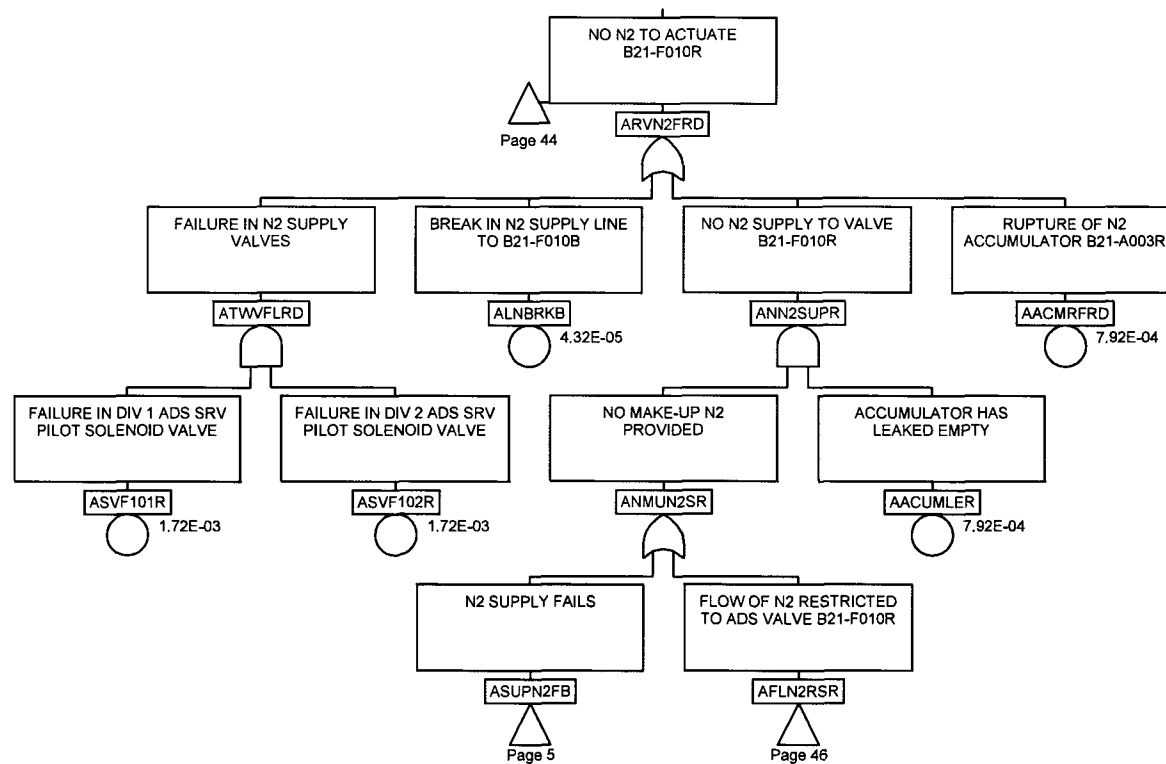 NO N2 TO ACTUATE
B21-F010R
Page 44
ARVN2FRD
FAILURE IN N2 SUPPLY
VALVES
ATWVFLRD
BREAK IN N2 SUPPLY LINE
TO B21-F010B
ALNBRKB
4.32E-05
NO N2 SUPPLY TO VALVE
B21-F010R
ANN2SUPR
RUPTURE OF N2
ACCUMULATOR B21-A003R
AACMRFRD
7.92E-04
FAILURE IN DIV 1 ADS SRV
PILOT SOLENOID VALVE
ASVF101R
1.72E-03
FAILURE IN DIV 2 ADS SRV
PILOT SOLENOID VALVE
ASVF102R
1.72E-03
NO MAKE-UP N2
PROVIDED
ANMUN2SR
ACCUMULATOR HAS
LEAKED EMPTY
AACUMLER
7.92E-04
N2 SUPPLY FAILS
ASUPN2FB
Page 5
FLOW OF N2 RESTRICTED
TO ADS VALVE B21-F010R
AFLN2RSR
Page 46